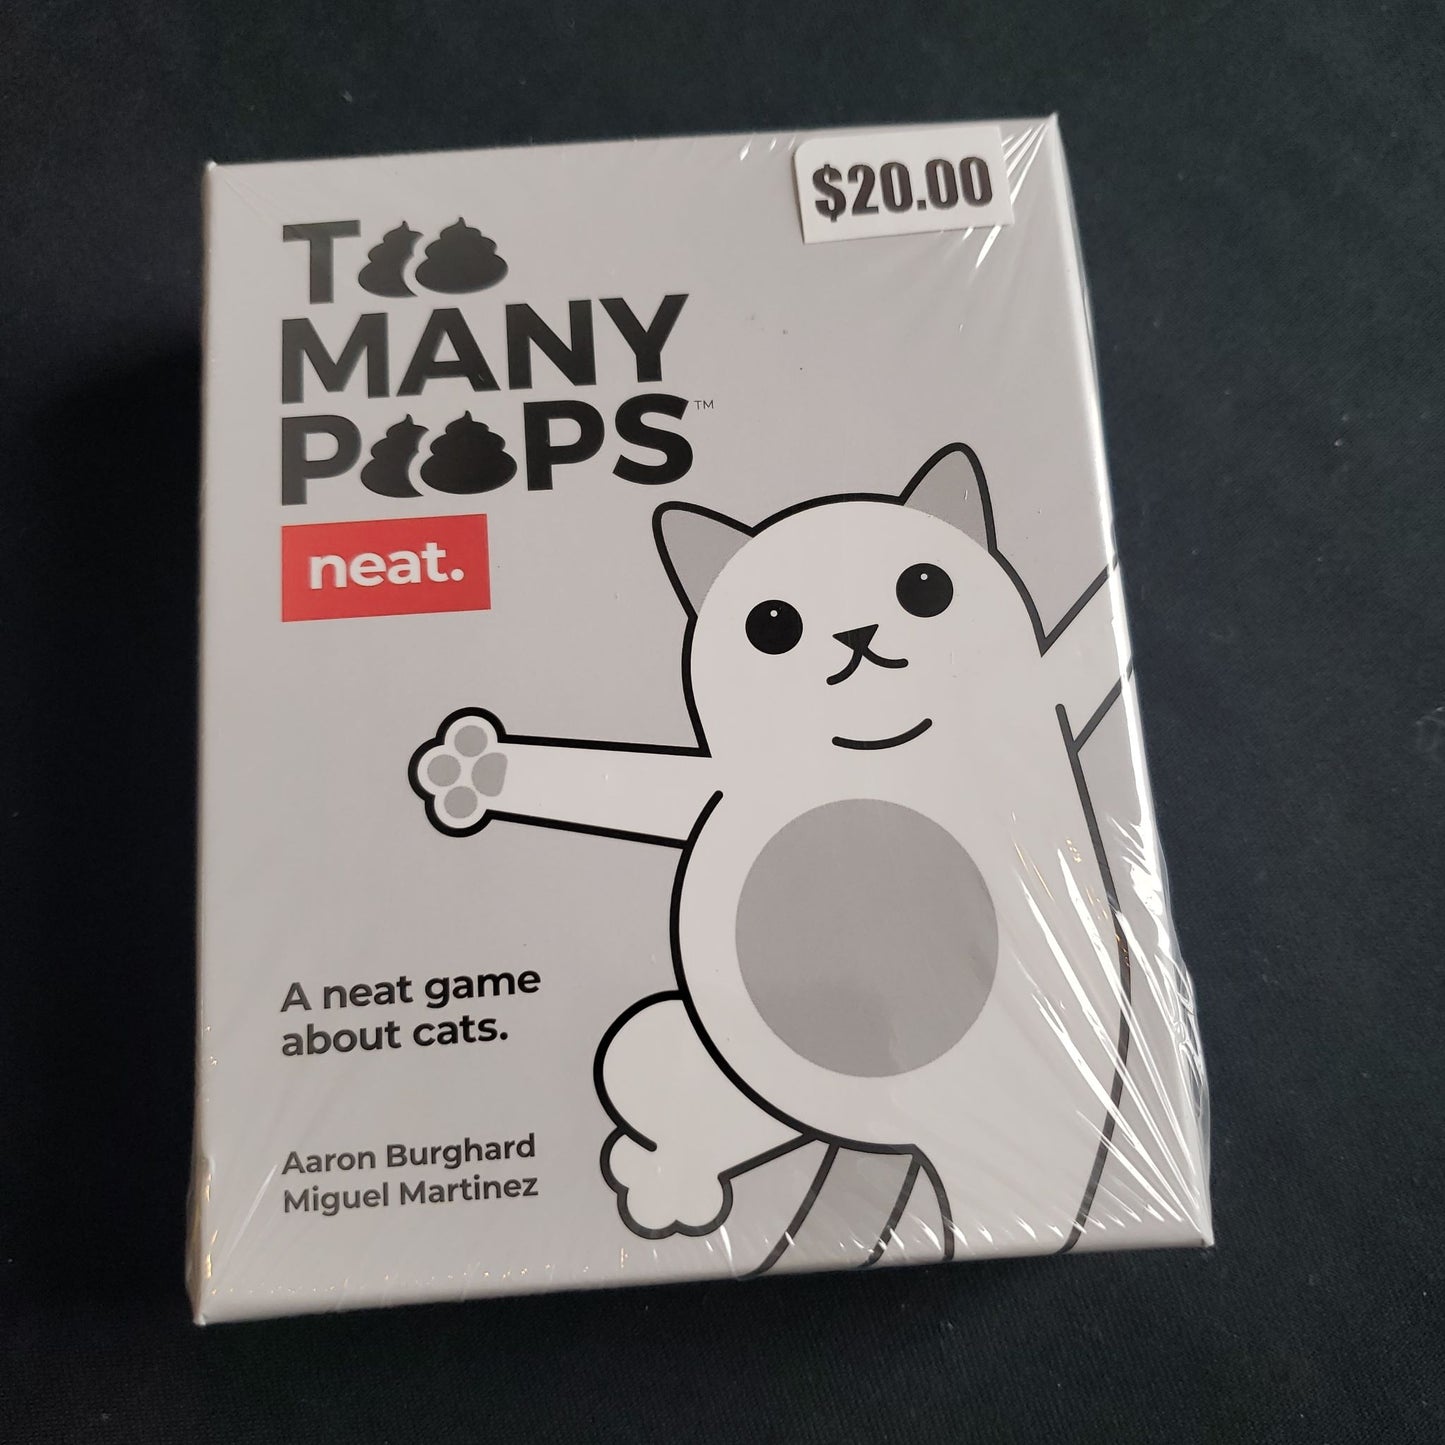 $20.00
TOO
MANY
POOPS™
neat.
A neat game
about cats.
Aaron Burghard
Miguel Martinez